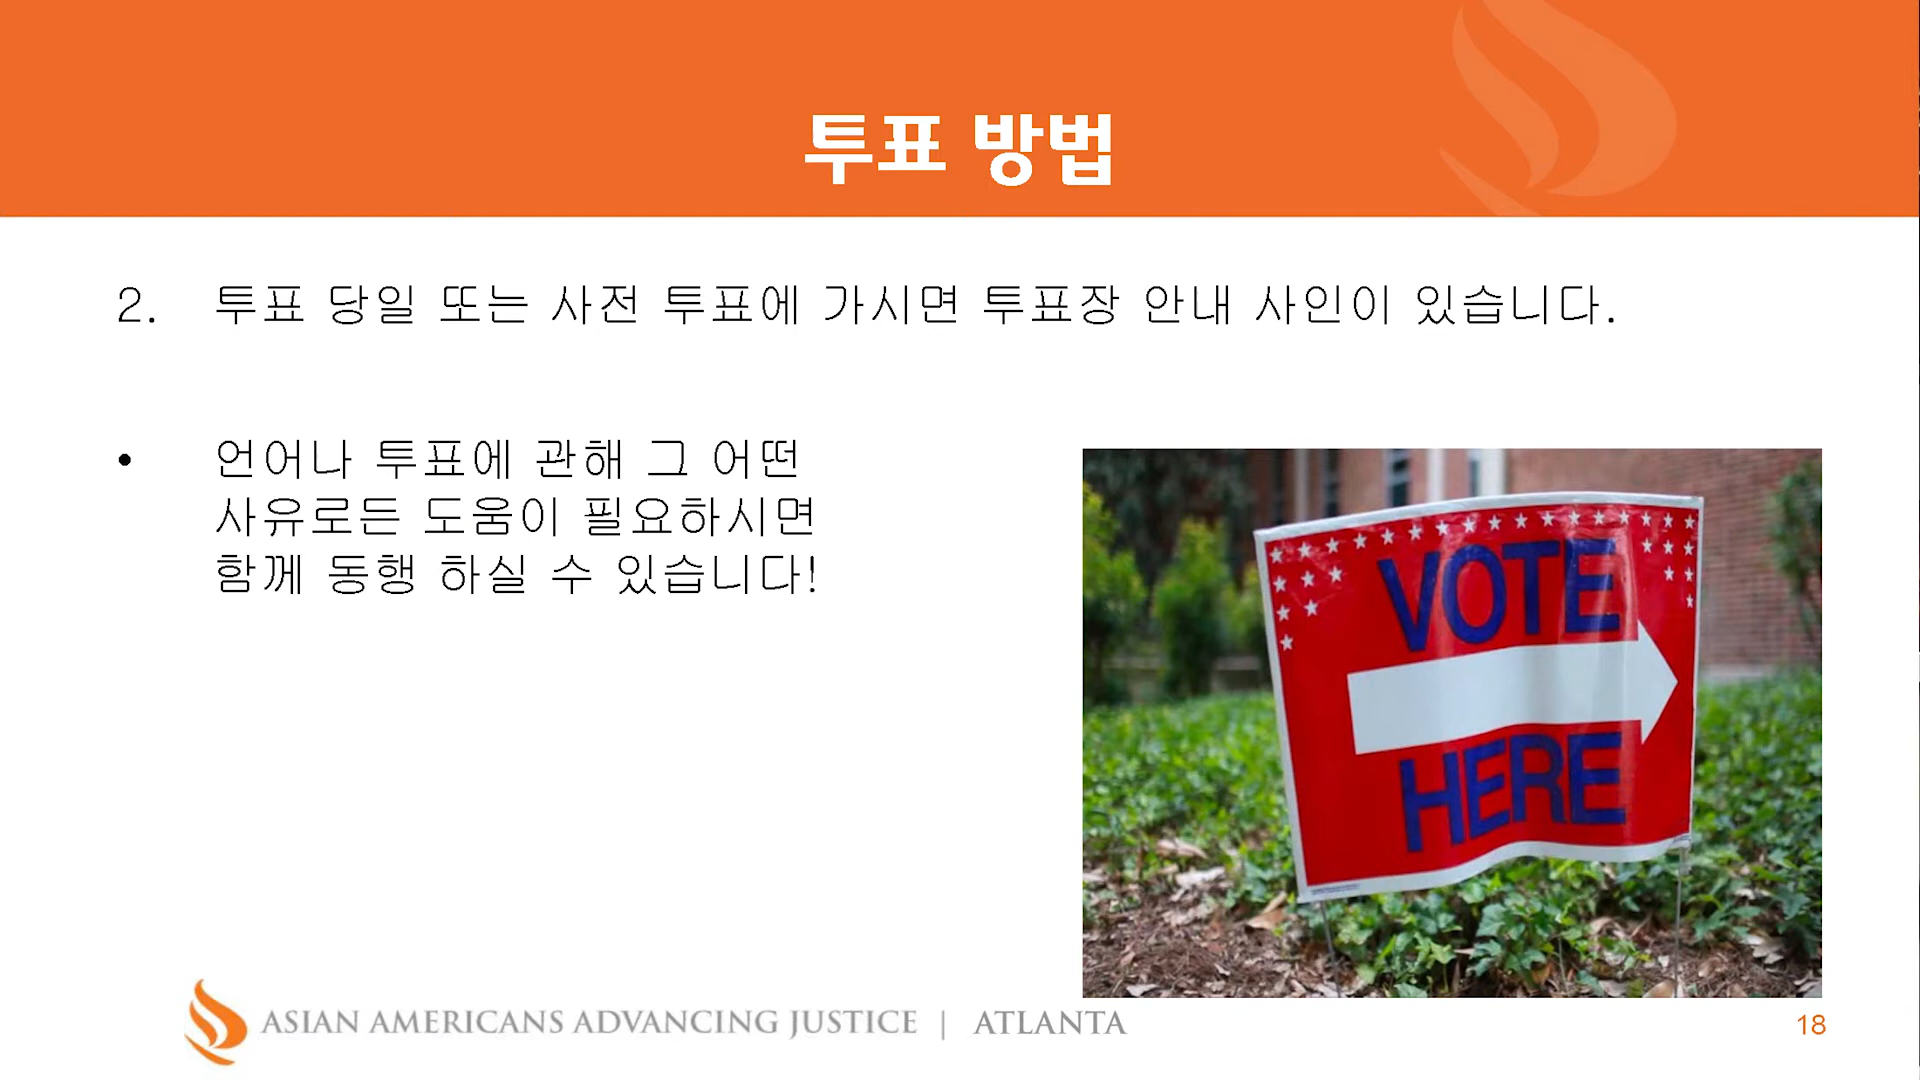 투표 방법
2. 투표 당일 또는 사전 투표에 가시면 투표장 안내 사인이 있습니다.
• 언어나 투표에 관해 그 어떤
사유로든 도움이 필요하시면
함께 동행 하실 수 있습니다!
VOTE
HERE
ASIAN AMERICANS ADVANCING JUSTICE | ATLANTA
18